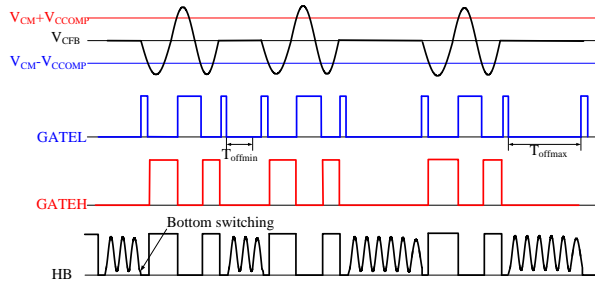 VCM+VCCOMP
VCFB
VCM-VCCOMP
GATEL
Toffmin
Toffmax
GATEH
Bottom switching
HB